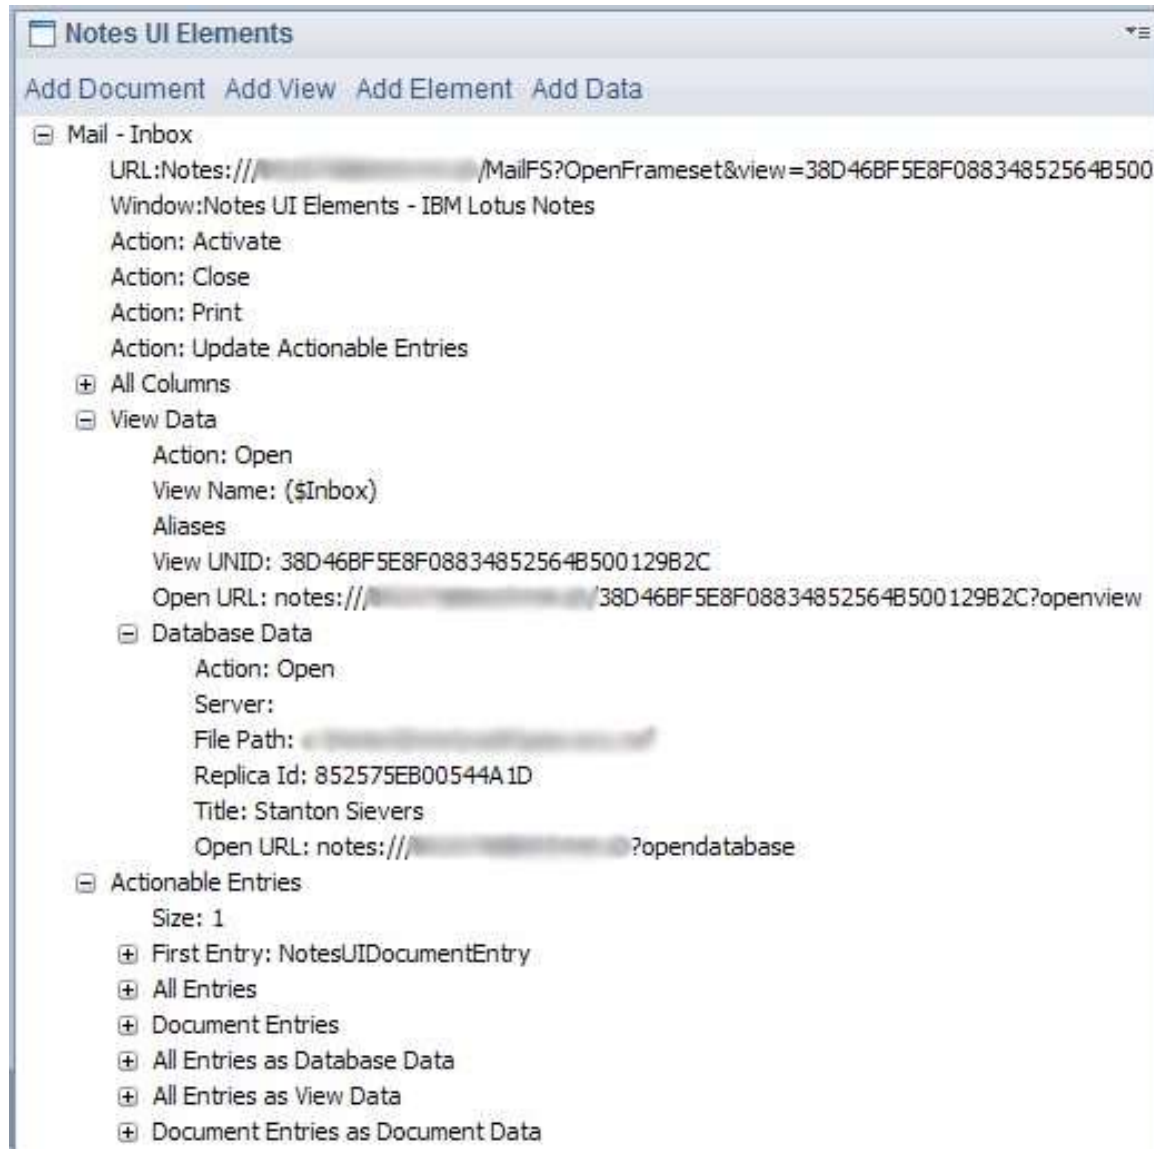 Notes UI Elements
Add Document Add View Add Element Add Data
Mail - Inbox
URL:Notes:/// /MailFS?OpenFrameset&view=38D46BF5E8F08834852564B500
Window:Notes UI Elements - IBM Lotus Notes
Action: Activate
Action: Close
Action: Print
Action: Update Actionable Entries
All Columns
View Data
Action: Open
View Name: ($Inbox)
Aliases
View UNID: 38D46BF5E8F08834852564B500129B2C
Open URL: notes:/// /38D46BF5E8F08834852564B500129B2C?openview
Database Data
Action: Open
Server:
File Path:
Replica Id: 852575EB00544A1D
Title: Stanton Sievers
Open URL: notes:/// ?opendatabase
Actionable Entries
Size: 1
First Entry: NotesUIDocumentEntry
All Entries
Document Entries
All Entries as Database Data
All Entries as View Data
Document Entries as Document Data